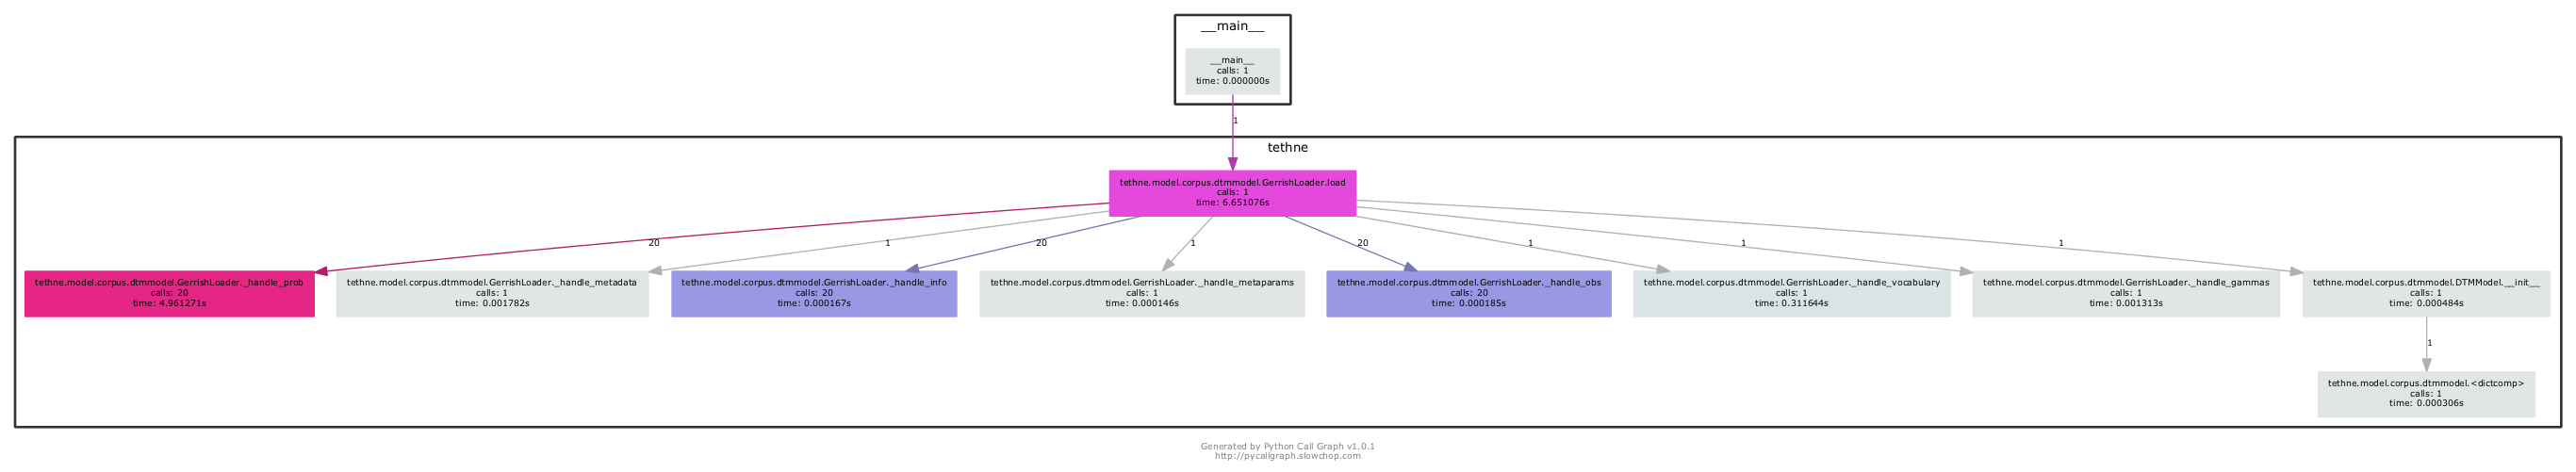 __main__
__main__
calls: 1
time: 0.000000s
1
tethne
tethne.model.corpus.dtmmodel.GerrishLoader.load
calls: 1
time: 6.651076s
20
1
20
1
20
1
1
1
tethne.model.corpus.dtmmodel.GerrishLoader._handle_prob
calls: 20
time: 4.961271s
tethne.model.corpus.dtmmodel.GerrishLoader._handle_metadata
calls: 1
time: 0.001782s
tethne.model.corpus.dtmmodel.GerrishLoader._handle_info
calls: 20
time: 0.000167s
tethne.model.corpus.dtmmodel.GerrishLoader._handle_metaparams
calls: 1
time: 0.000146s
tethne.model.corpus.dtmmodel.GerrishLoader._handle_obs
calls: 20
time: 0.000185s
tethne.model.corpus.dtmmodel.GerrishLoader._handle_vocabulary
calls: 1
time: 0.311644s
tethne.model.corpus.dtmmodel.GerrishLoader._handle_gammas
calls: 1
time: 0.001313s
tethne.model.corpus.dtmmodel.DTMModel.__init__
calls: 1
time: 0.000484s
1
tethne.model.corpus.dtmmodel.<dictcomp>
calls: 1
time: 0.000306s
Generated by Python Call Graph v1.0.1
http://pycallgraph.slowchop.com